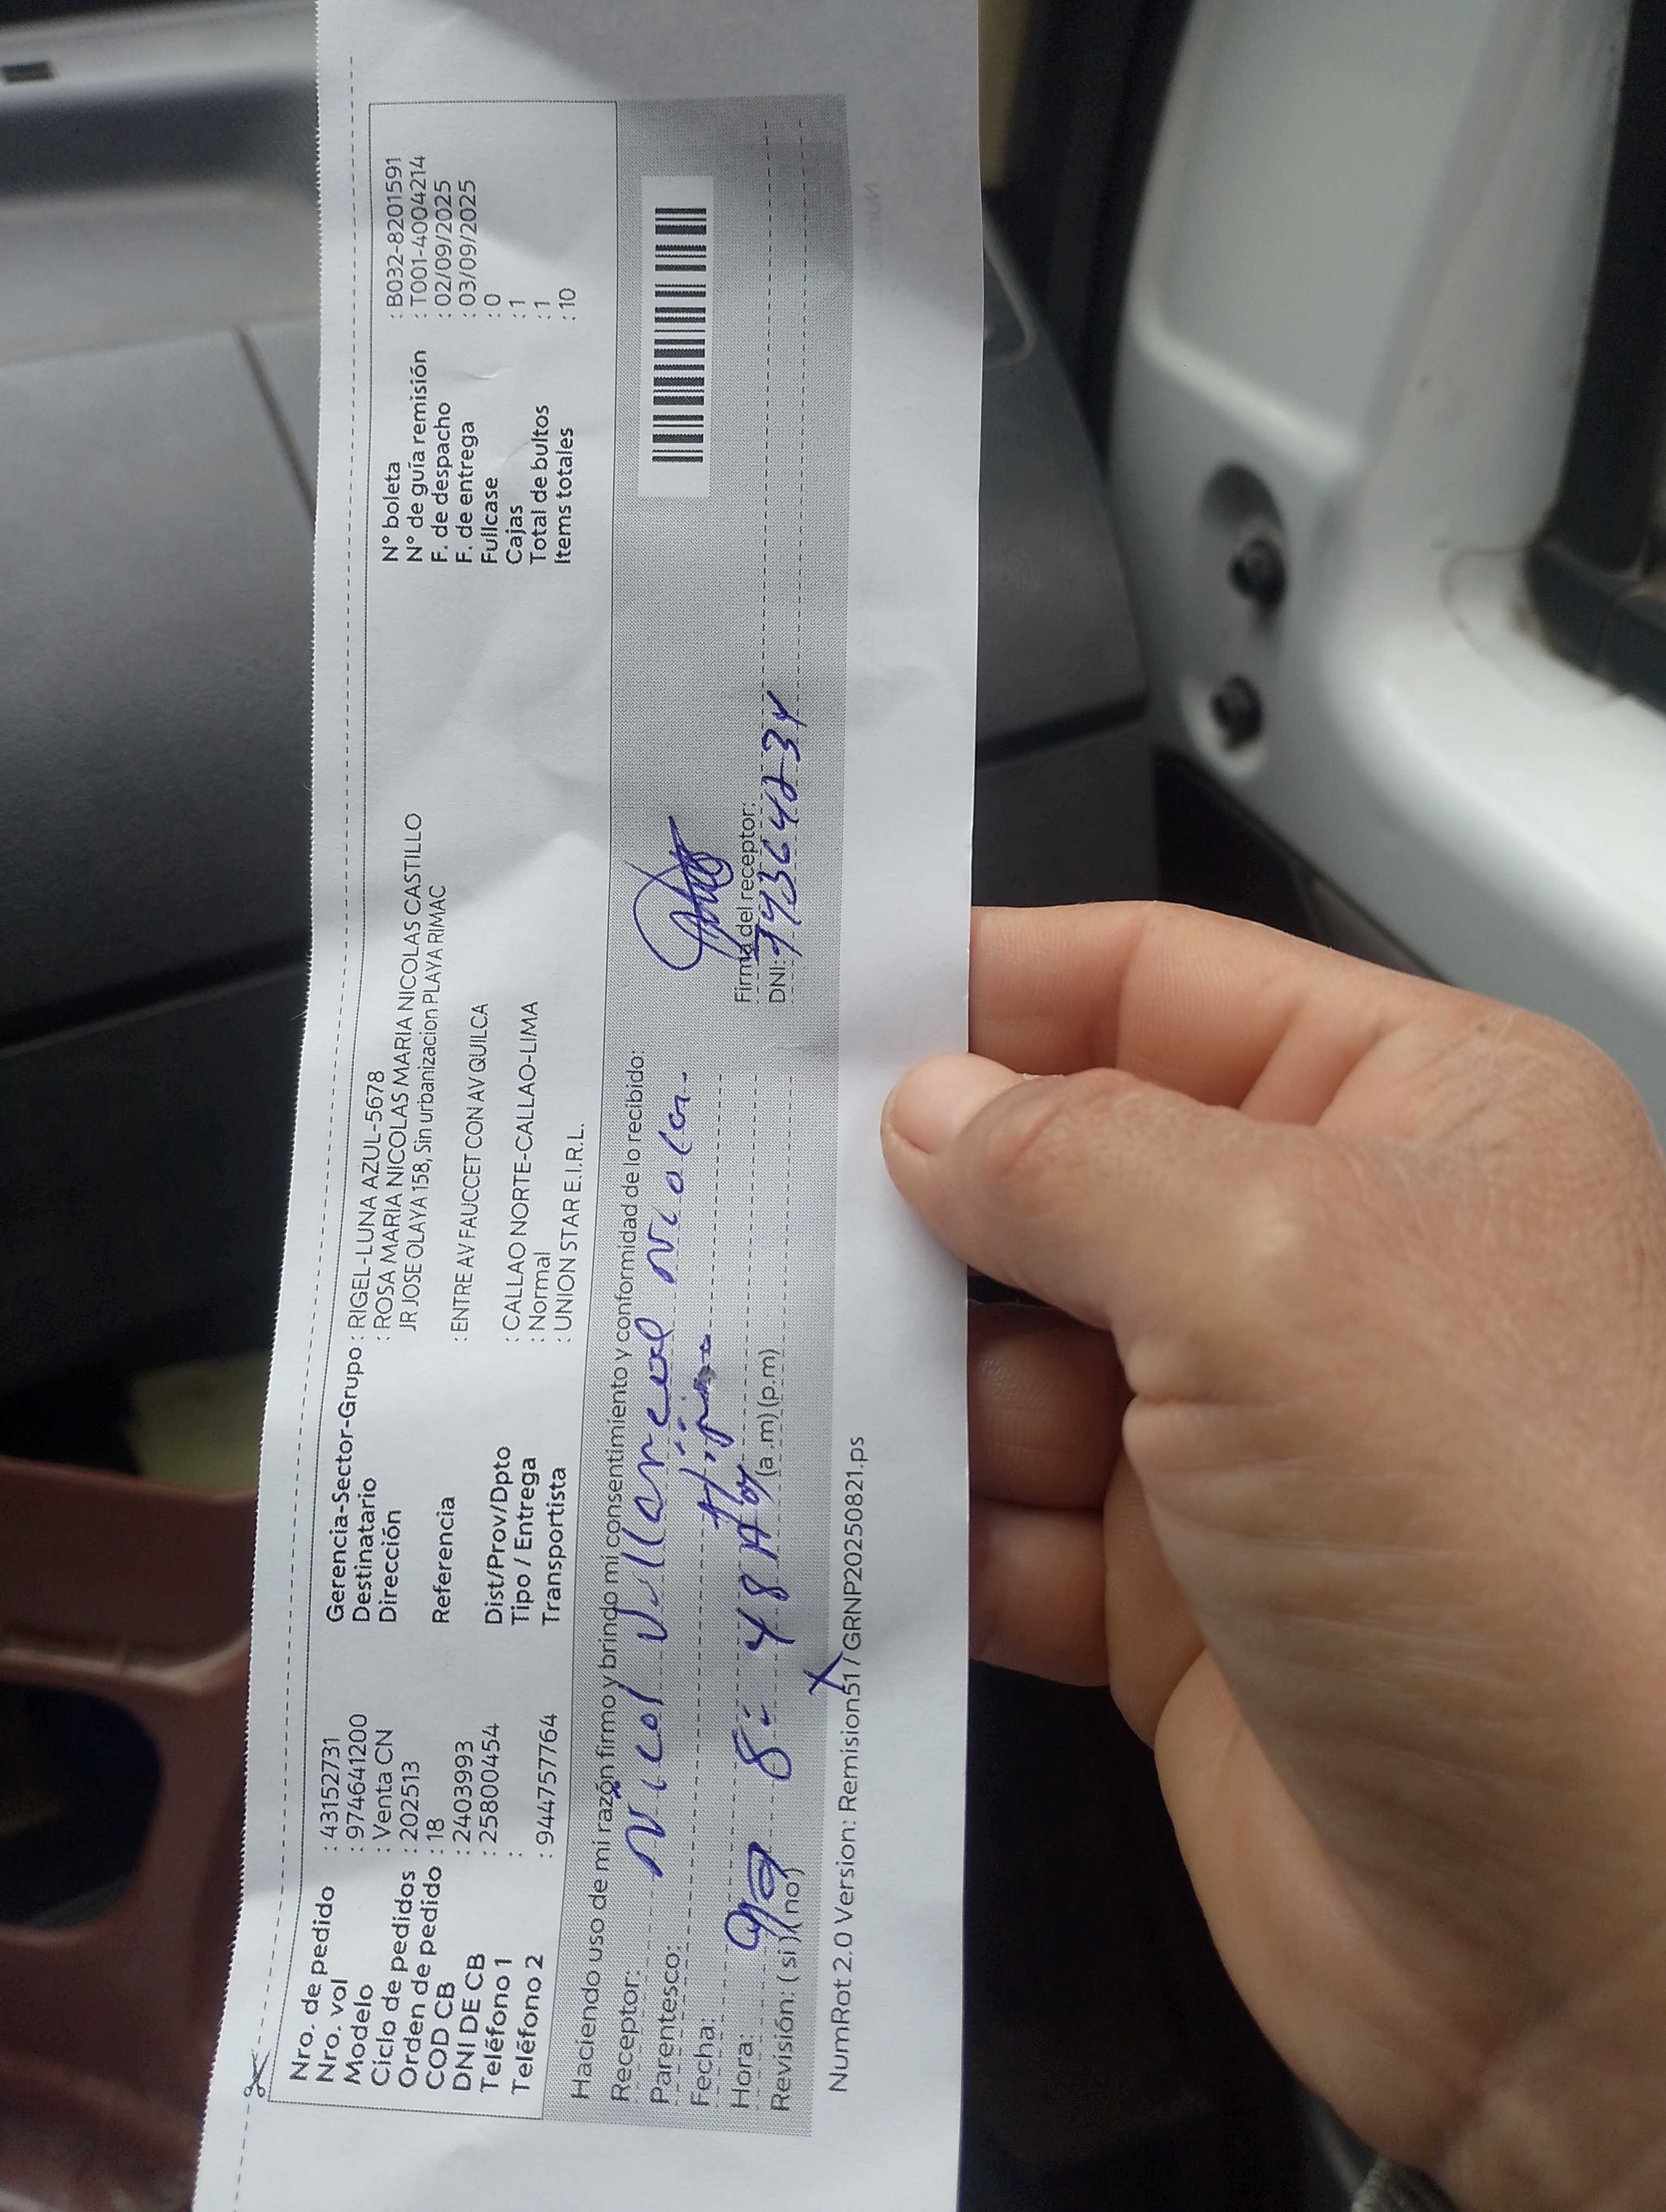 Nro. de pedido : 43152731
Nro. vol : 974641200
Modelo : Venta CN
Ciclo de pedidos : 202513
Orden de pedido : 18
COD CB : 2403993
DNI DE CB : 25800454
Teléfono 1 :
Teléfono 2 : 944757764
Gerencia-Sector-Grupo : RIGEL-LUNA AZUL-5678
Destinatario : ROSA MARIA NICOLAS MARIA NICOLAS CASTILLO
Dirección JR JOSE OLAYA 158, Sin urbanizacion PLAYA RIMAC
Referencia : ENTRE AV FAUCCET CON AV QUILCA
Dist/Prov/Dpto : CALLAO NORTE-CALLAO-LIMA
Tipo / Entrega : Normal
Transportista : UNION STAR E.I.R.L.
N° boleta : B032-8201591
N° de guía remisión : T001-4004214
F. de despacho : 02/09/2025
F. de entrega : 03/09/2025
Fullcase : 0
Cajas : 1
Total de bultos : 1
Items totales : 10
Haciendo uso de mi razón firmo y brindo mi consentimiento y conformidad de lo recibido:
Receptor: Nicol Villarreal
Parentesco:
Fecha:
Hora: 8: 48 (a.m) (p.m)
Revisión: ( si )( no)
Firma del receptor:
DNI:
NumRot 2.0 Version: Remision51 / GRNP20250821.ps